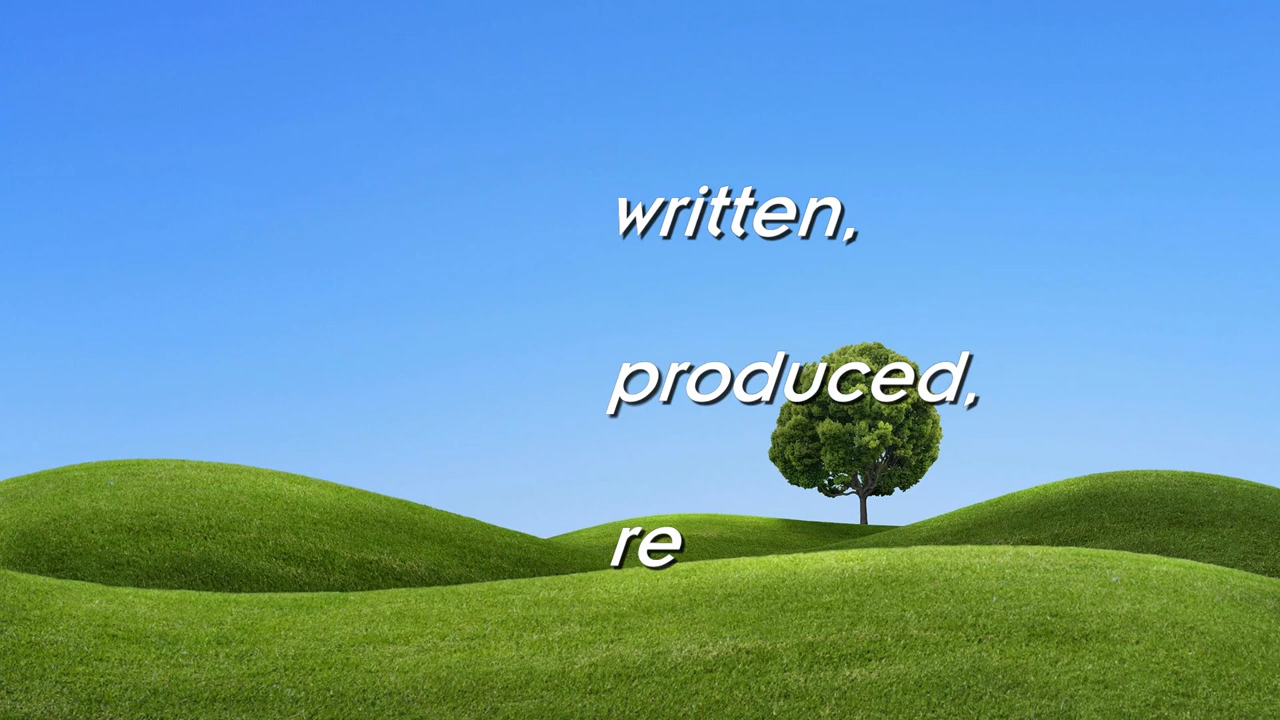 written,
produced,
re